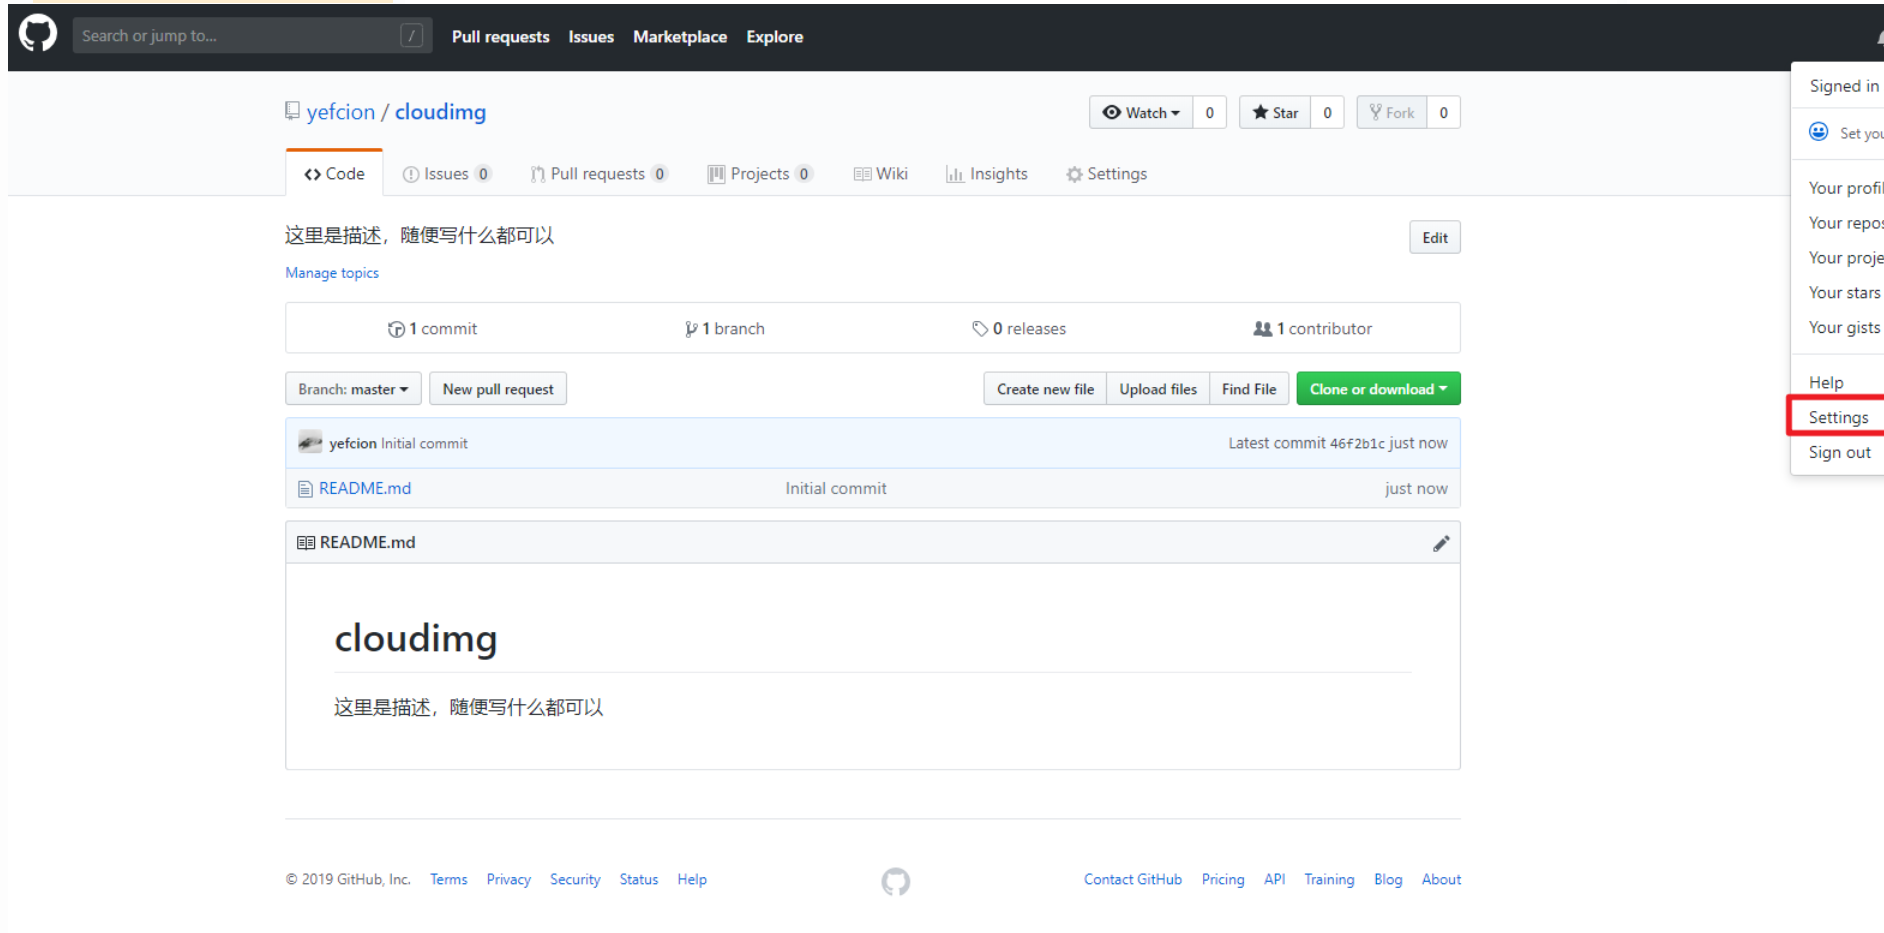 Search or jump to... /
Pull requests Issues Marketplace Explore
Signed in
Set you
Your profil
Your repos
Your proje
Your stars
Your gists
Help
Settings
Sign out
yefcion / cloudimg
Watch 0 Star 0 Fork 0
Code Issues 0 Pull requests 0 Projects 0 Wiki Insights Settings
这里是描述，随便写什么都可以 Edit
Manage topics
1 commit 1 branch 0 releases 1 contributor
Branch: master New pull request Create new file Upload files Find File Clone or download
yefcion Initial commit Latest commit 46f2b1c just now
README.md Initial commit just now
README.md
cloudimg
这里是描述，随便写什么都可以
© 2019 GitHub, Inc. Terms Privacy Security Status Help Contact GitHub Pricing API Training Blog About